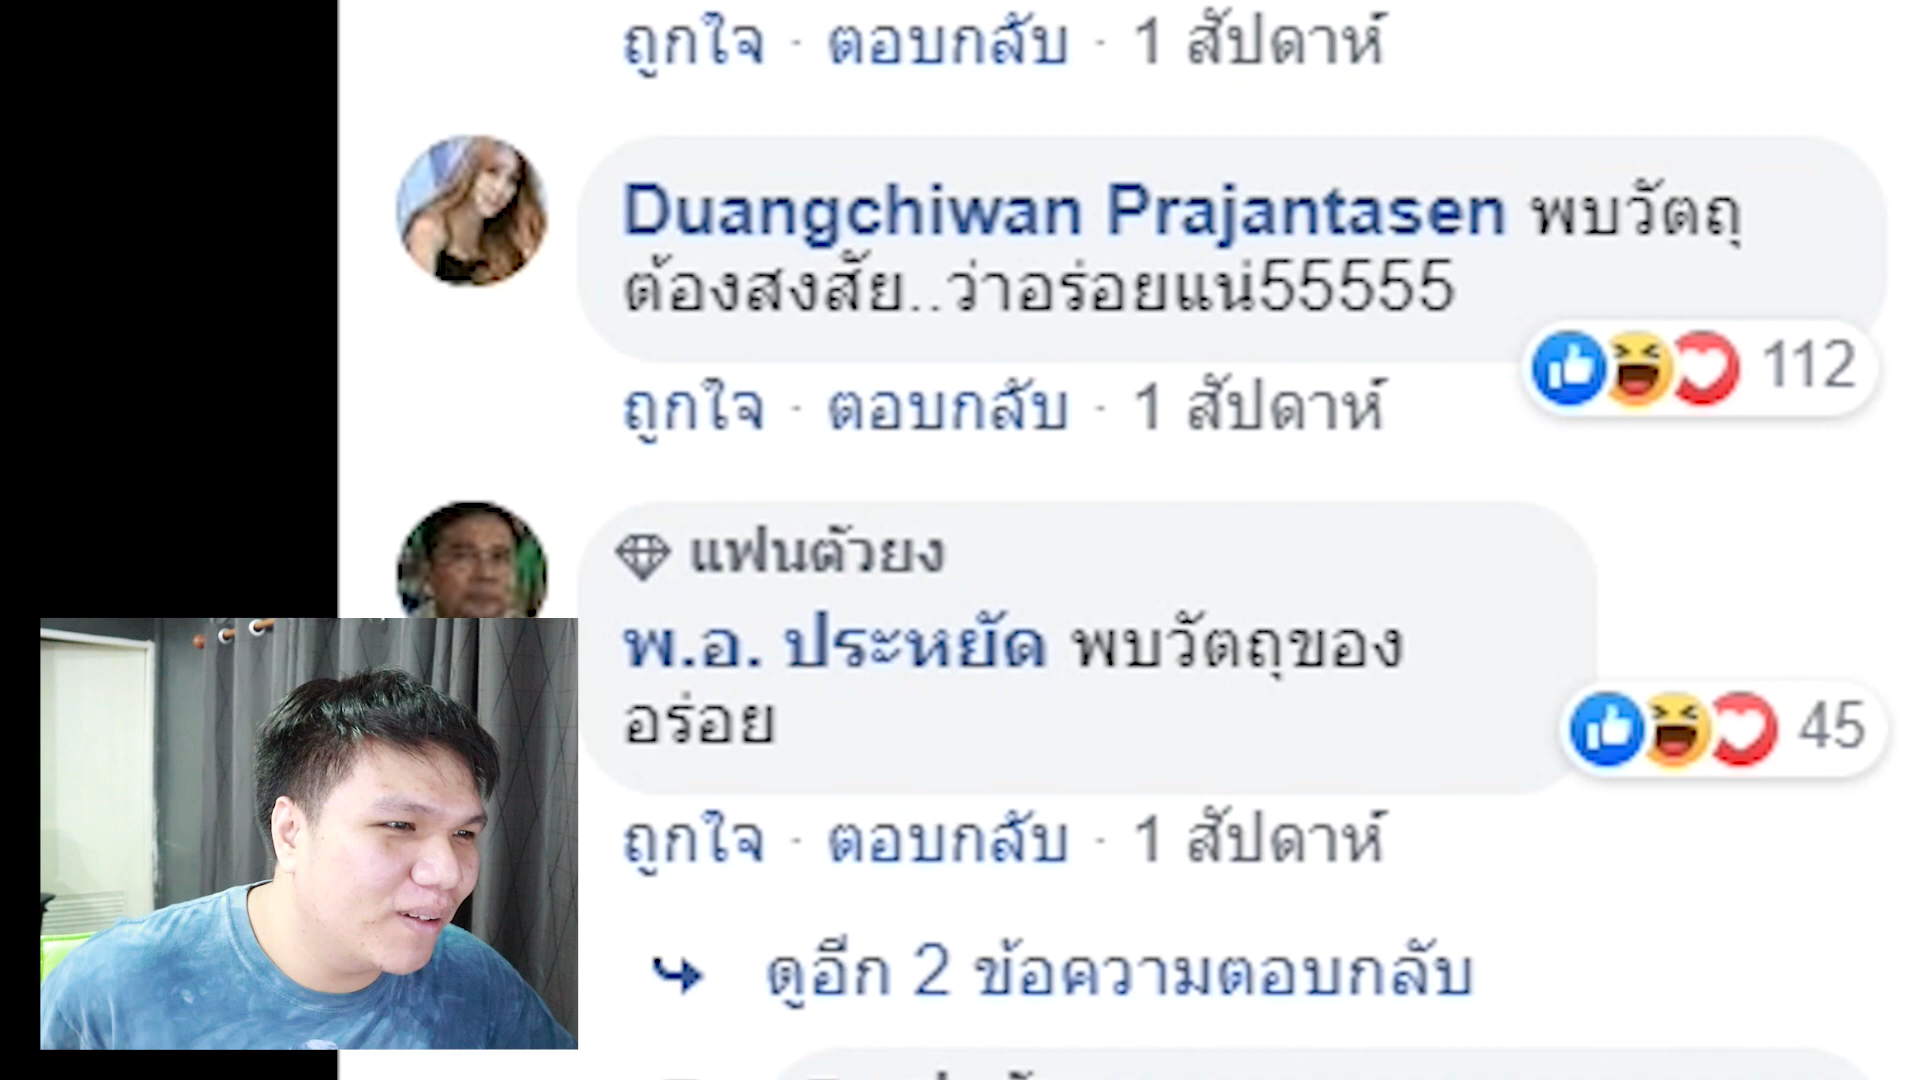 ถูกใจ · ตอบกลับ · 1 สัปดาห์
Duangchiwan Prajantasen พบวัตถุ
ต้องสงสัย..ว่าอร่อยแน่55555
112
ถูกใจ · ตอบกลับ · 1 สัปดาห์
แฟนตัวยง
พ.อ. ประหยัด พบวัตถุของ
อร่อย
45
ถูกใจ · ตอบกลับ · 1 สัปดาห์
ดูอีก 2 ข้อความตอบกลับ